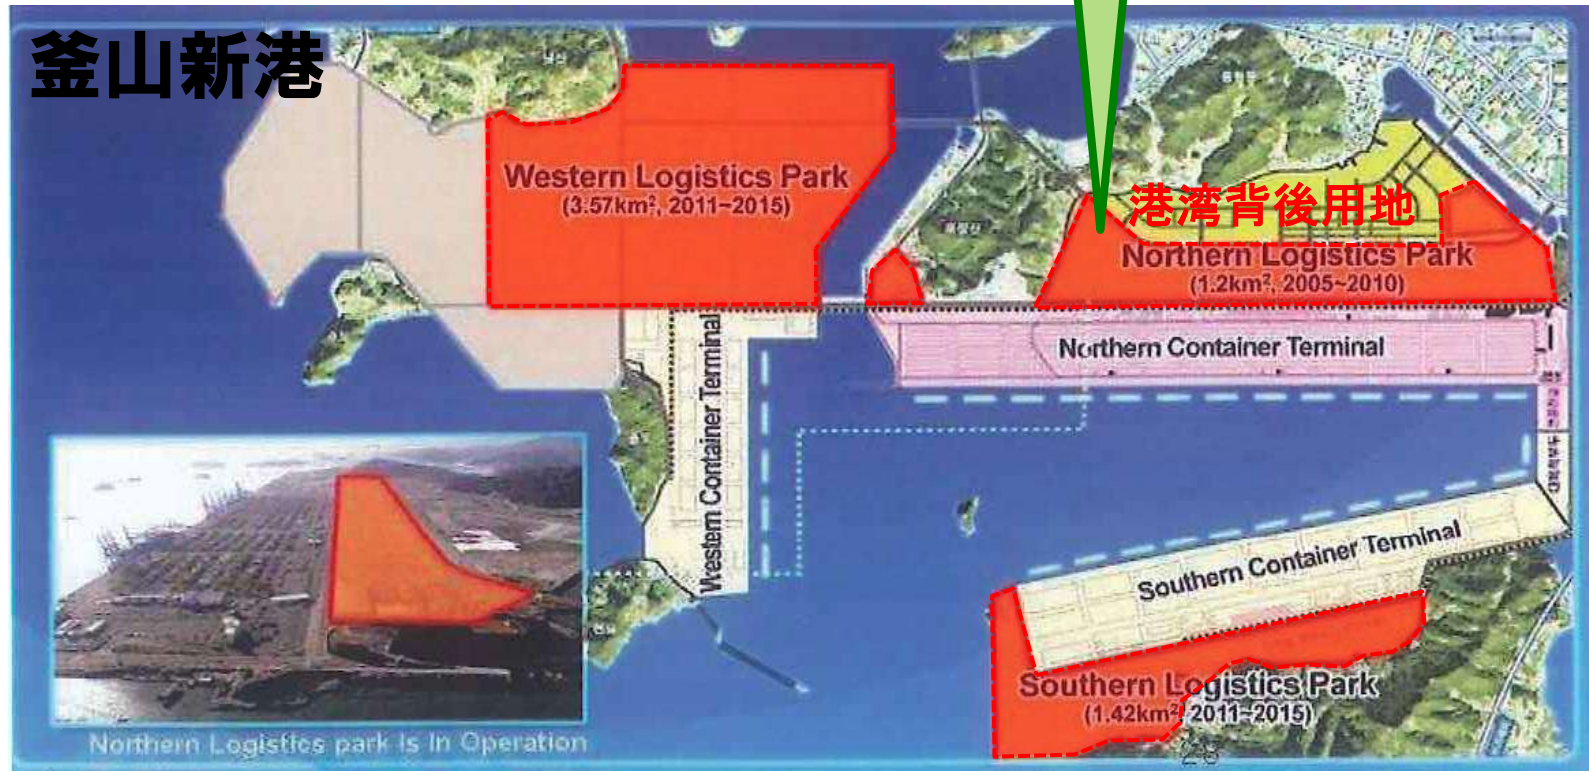 釜山新港
Western Logistics Park
(3.57km², 2011~2015)
港湾背後用地
Northern Logistics Park
(1.2km², 2005~2010)
Northern Container Terminal
Western Container Terminal
Southern Container Terminal
Southern Logistics Park
(1.42km², 2011~2015)
Northern Logistics park Is In Operation
28